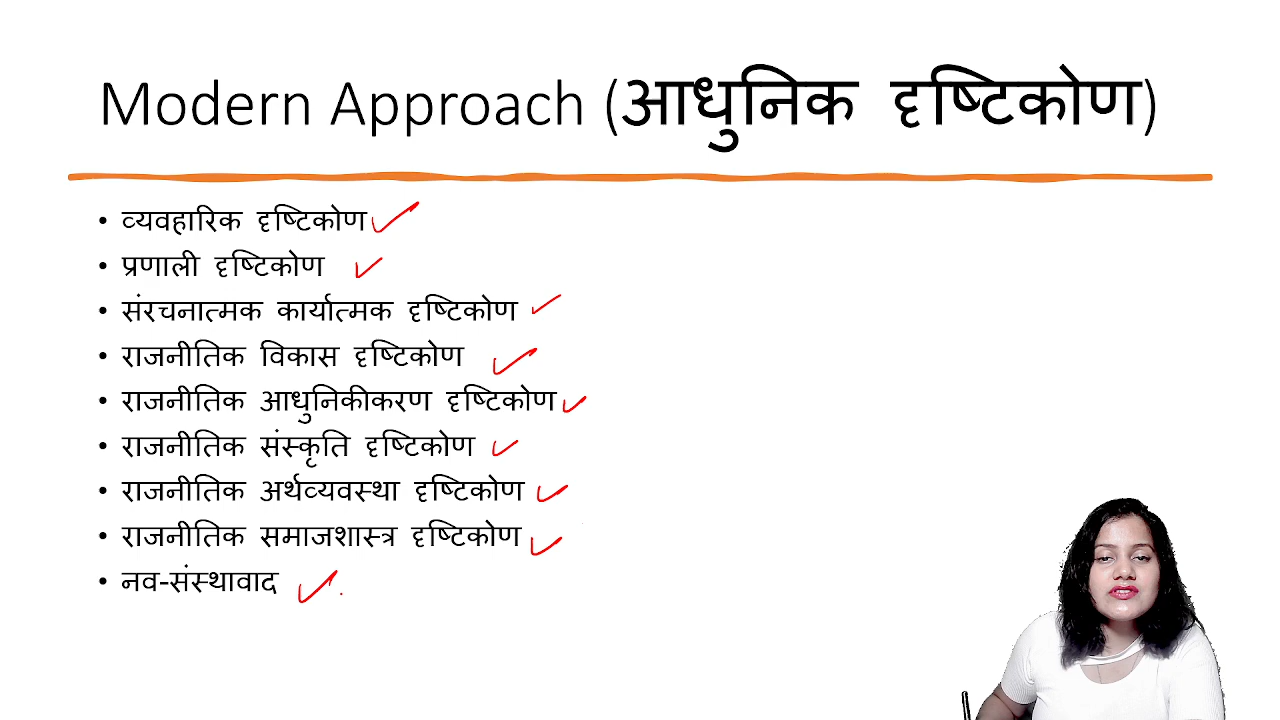 Modern Approach (आधुनिक दृष्टिकोण)
• व्यवहारिक दृष्टिकोण
• प्रणाली दृष्टिकोण
• संरचनात्मक कार्यात्मक दृष्टिकोण
• राजनीतिक विकास दृष्टिकोण
• राजनीतिक आधुनिकीकरण दृष्टिकोण
• राजनीतिक संस्कृति दृष्टिकोण
• राजनीतिक अर्थव्यवस्था दृष्टिकोण
• राजनीतिक समाजशास्त्र दृष्टिकोण
• नव-संस्थावाद